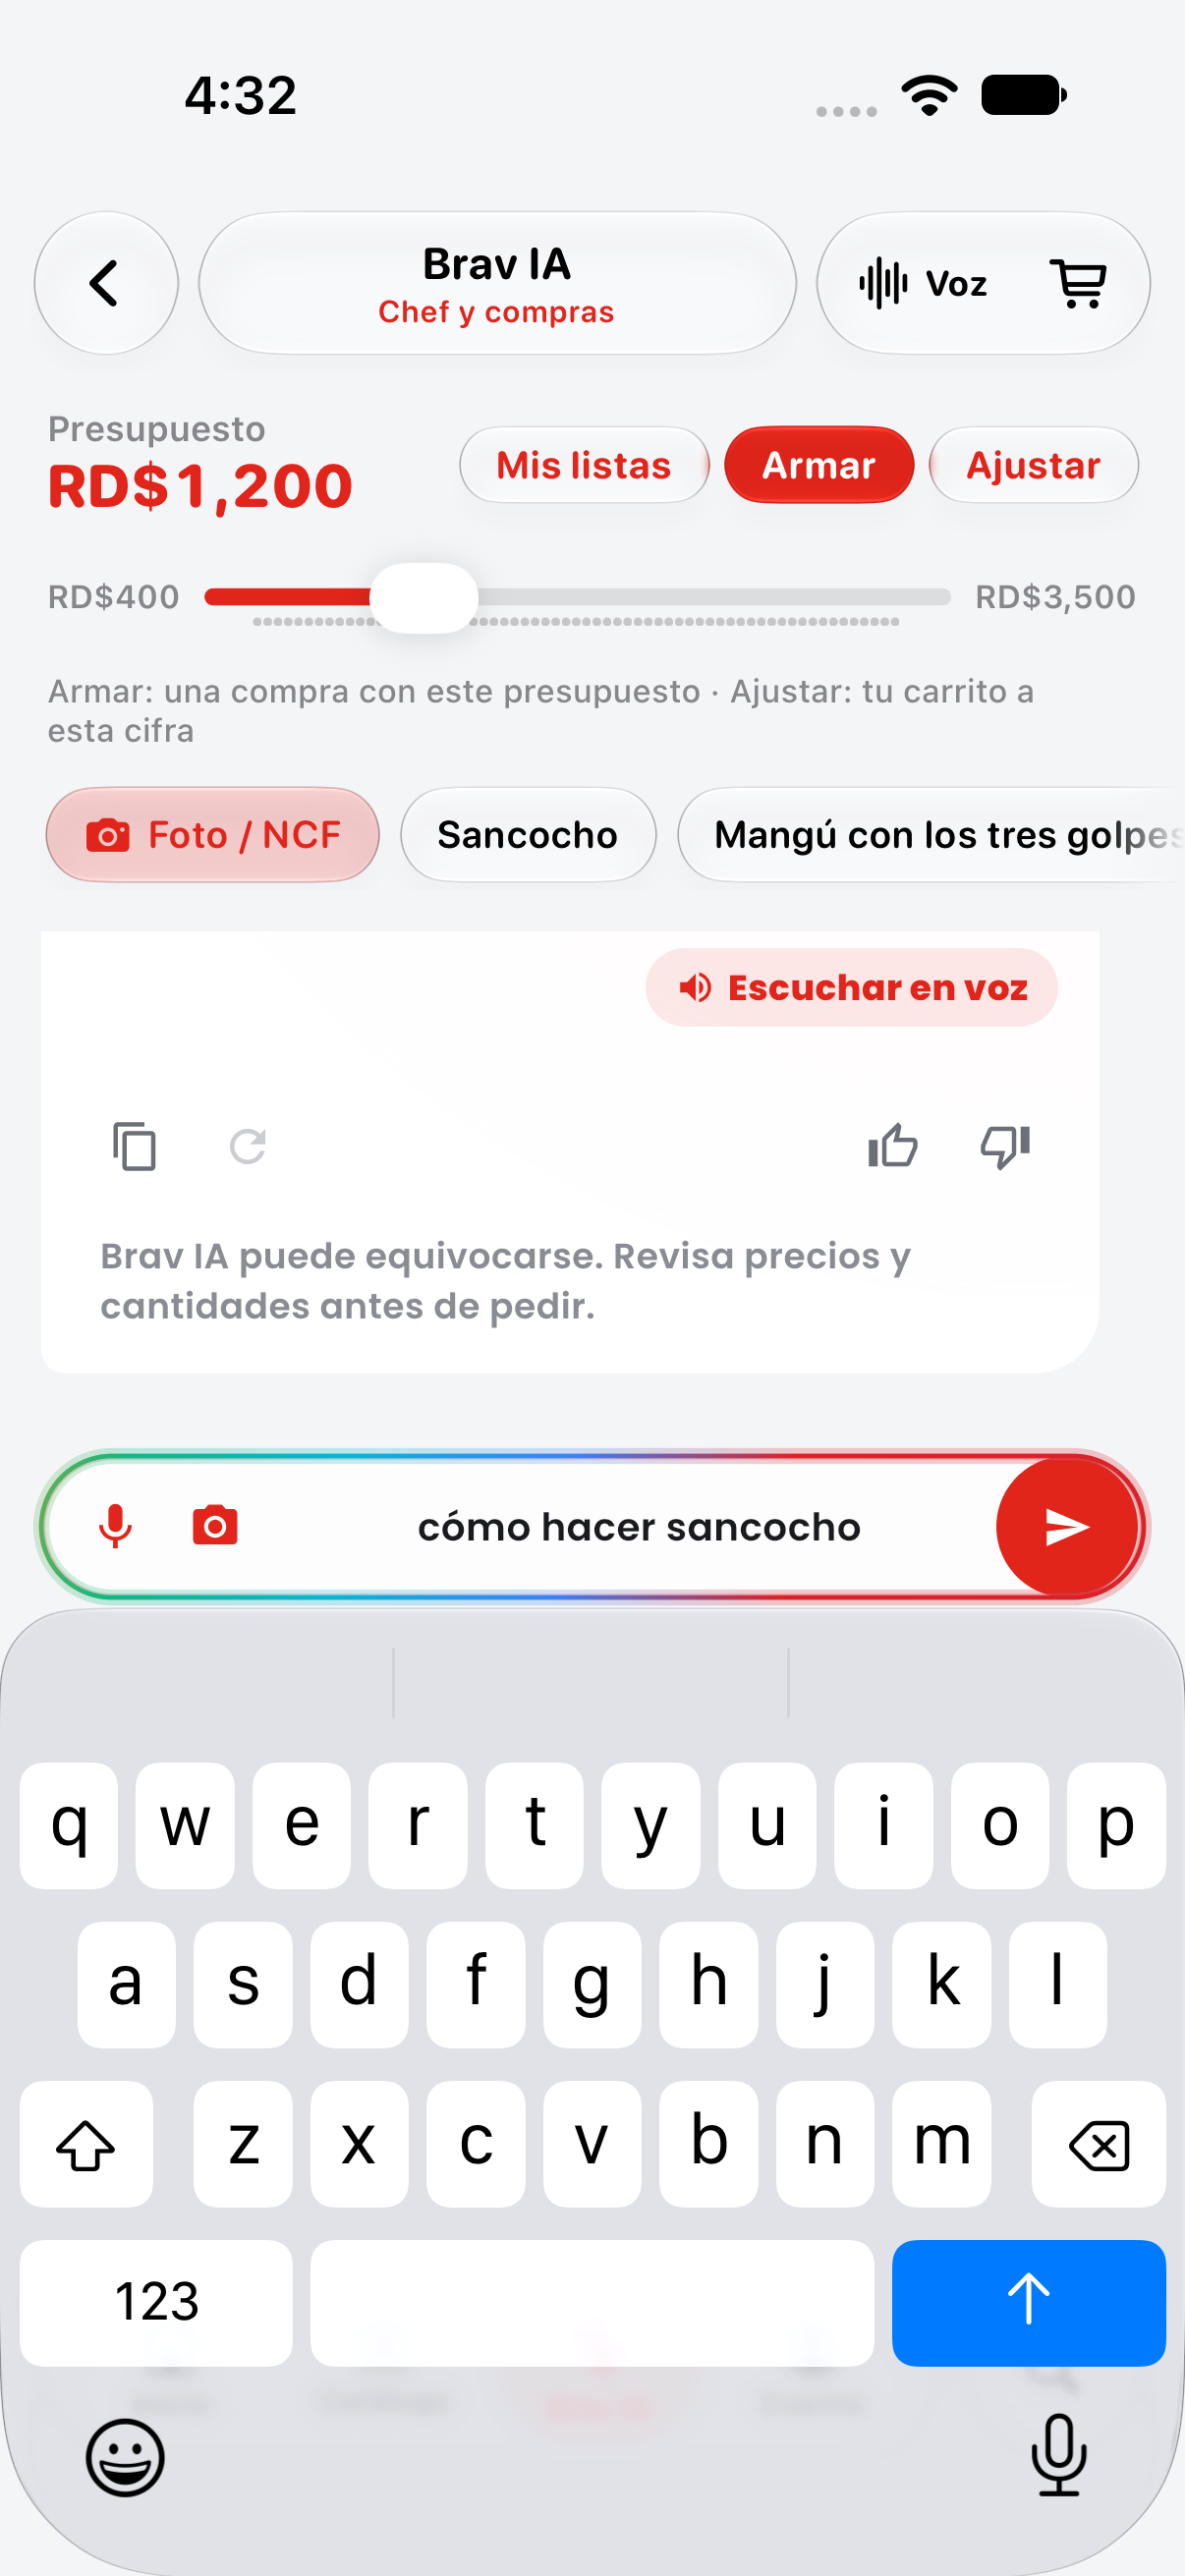 4:32
Brav IA
Chef y compras
Voz
Presupuesto
RD$1,200
Mis listas
Armar
Ajustar
RD$400
RD$3,500
Armar: una compra con este presupuesto · Ajustar: tu carrito a
esta cifra
Foto / NCF
Sancocho
Mangú con los tres golpes
Escuchar en voz
Brav IA puede equivocarse. Revisa precios y
cantidades antes de pedir.
cómo hacer sancocho
q w e r t y u i o p
a s d f g h j k l
z x c v b n m
123